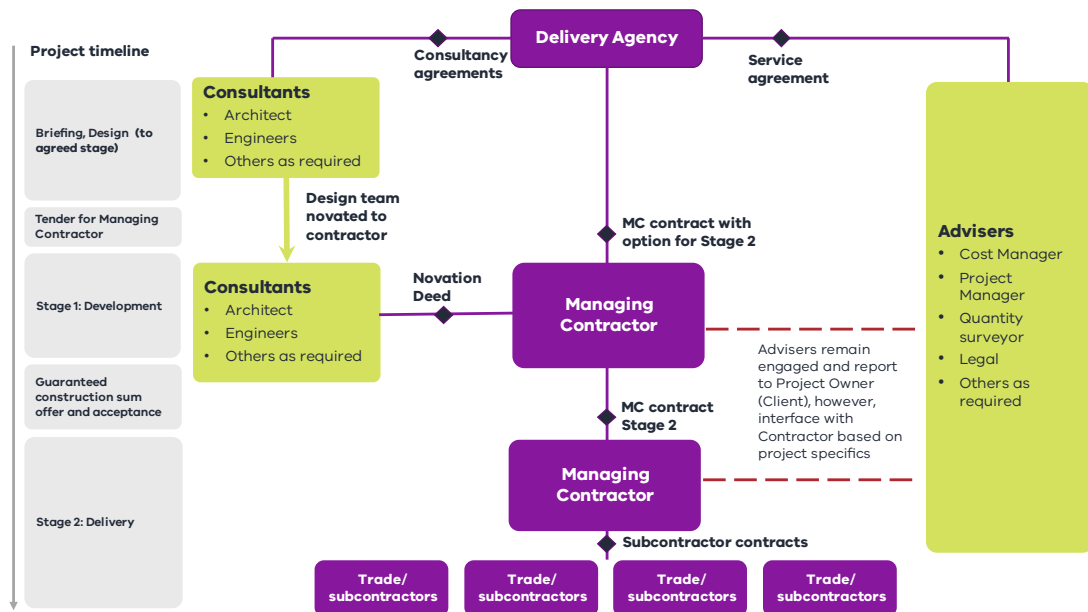 Project timeline
Briefing, Design (to
agreed stage)
Tender for Managing
Contractor
Stage 1: Development
Guaranteed
construction sum
offer and acceptance
Stage 2: Delivery
Delivery Agency
Consultancy
agreements
Service
agreement
Consultants
• Architect
• Engineers
• Others as required
Design team
novated to
contractor
MC contract with
option for Stage 2
Consultants
• Architect
• Engineers
• Others as required
Novation
Deed
Managing
Contractor
Advisers remain
engaged and report
to Project Owner
(Client), however,
interface with
Contractor based on
project specifics
Advisers
• Cost Manager
• Project
Manager
• Quantity
surveyor
• Legal
• Others as
required
MC contract
Stage 2
Managing
Contractor
Subcontractor contracts
Trade/
subcontractors
Trade/
subcontractors
Trade/
subcontractors
Trade/
subcontractors